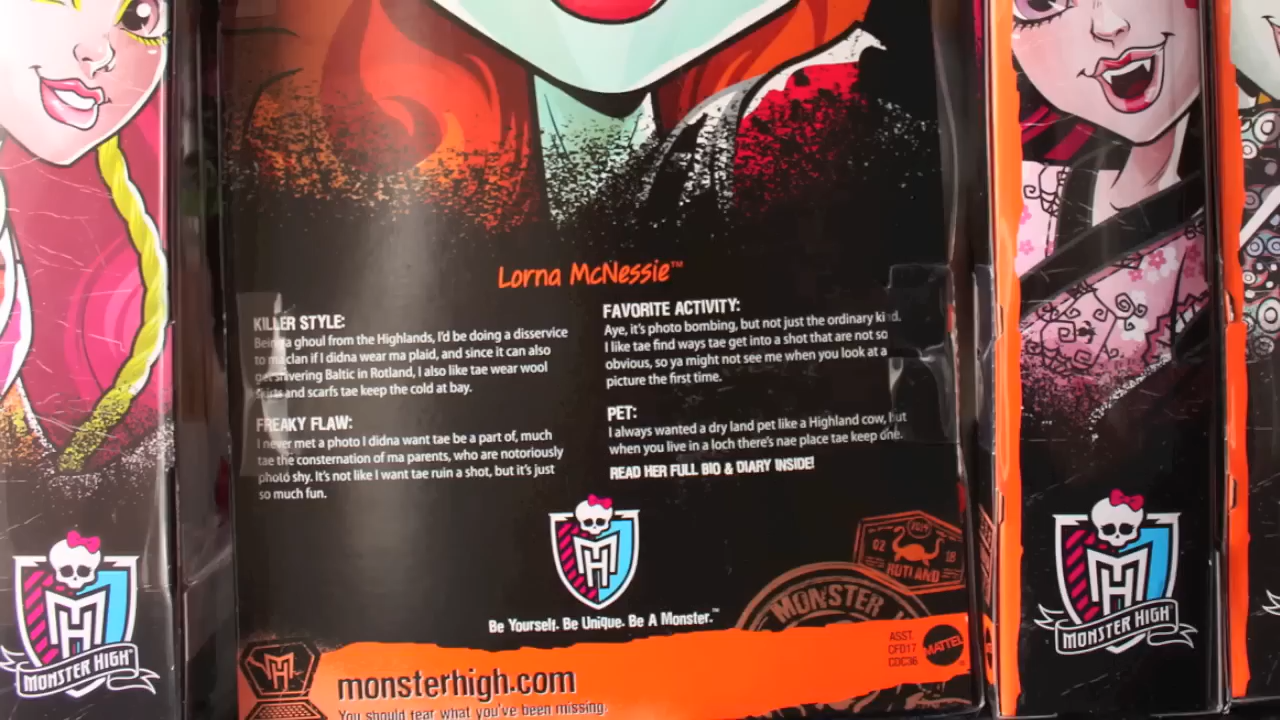 Lorna McNessie™
KILLER STYLE:
Being a ghoul from the Highlands, I'd be doing a disservice
to ma clan if I didna wear ma plaid, and since it can also
get shivering Baltic in Rotland, I also like tae wear wool
skirts and scarfs tae keep the cold at bay.
FREAKY FLAW:
I never met a photo I didna want tae be a part of, much
tae the consternation of ma parents, who are notoriously
photo shy. It's not like I want tae ruin a shot, but it's just
so much fun.
FAVORITE ACTIVITY:
Aye, it's photo bombing, but not just the ordinary kind.
I like tae find ways tae get into a shot that are not so
obvious, so ya might not see me when you look at a
picture the first time.
PET:
I always wanted a dry land pet like a Highland cow, but
when you live in a loch there's nae place tae keep one.
READ HER FULL BIO & DIARY INSIDE!
Be Yourself. Be Unique. Be A Monster.™
02
ROTLAND
MONSTER
ASST.
CFD17
CDC36
MATTEL
monsterhigh.com
You should fear what you've been missing.
MONSTER HIGH
MONSTER HIGH